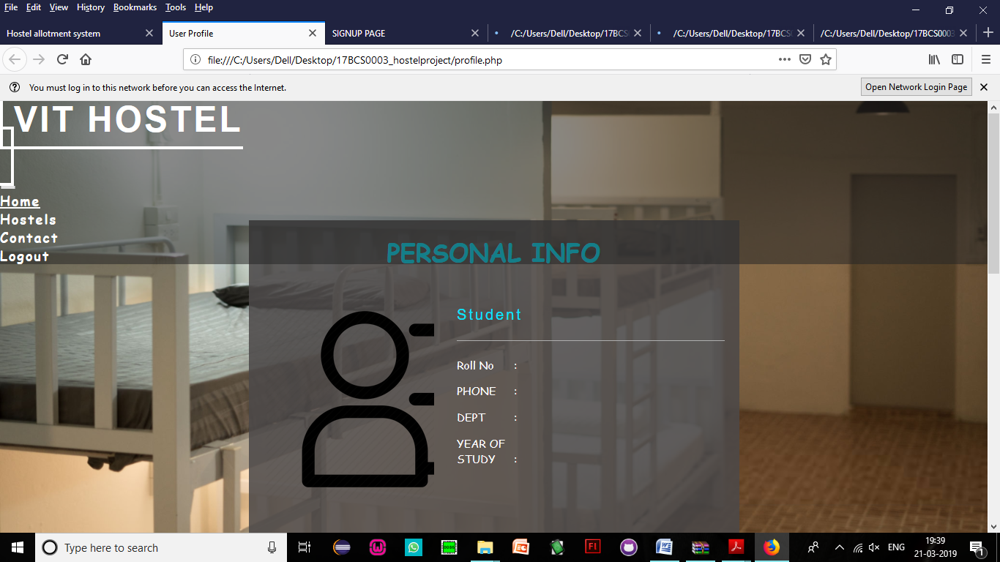 File Edit View History Bookmarks Tools Help
Hostel allotment system User Profile SIGNUP PAGE /C:/Users/Dell/Desktop/17BCS /C:/Users/Dell/Desktop/17BCS /C:/Users/Dell/Desktop/17BCS0003
file:///C:/Users/Dell/Desktop/17BCS0003_hostelproject/profile.php
You must log in to this network before you can access the Internet. Open Network Login Page
VIT HOSTEL
Home
Hostels
Contact
Logout
PERSONAL INFO
Student
Roll No :
PHONE :
DEPT :
YEAR OF
STUDY :
Type here to search
ENG
19:39
21-03-2019
1